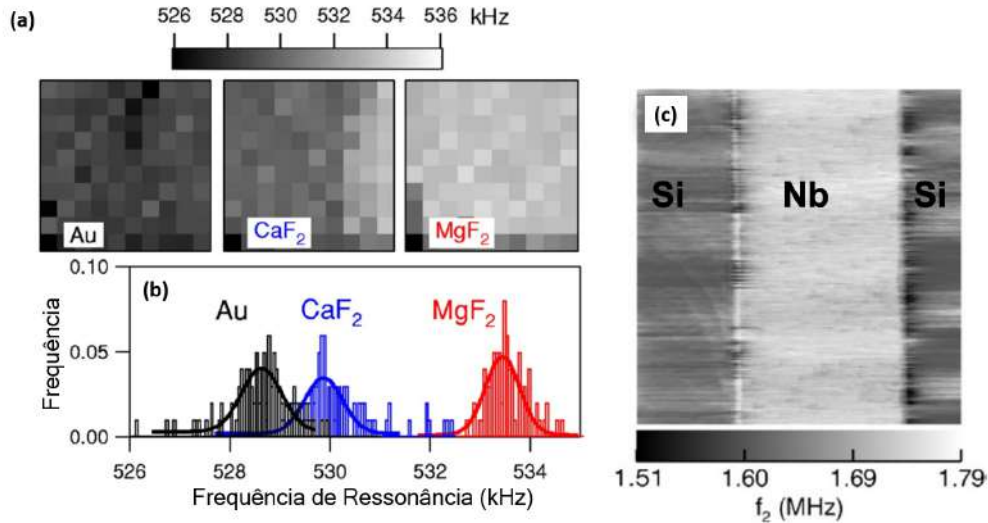 (a)
526 528 530 532 534 536 kHz
Au
CaF₂
MgF₂
(b)
Au
CaF₂
MgF₂
0.10
0.05
0.00
Frequência
526
528
530
532
534
Frequência de Ressonância (kHz)
(c)
Si
Nb
Si
1.51
1.60
1.69
1.79
f₂ (MHz)